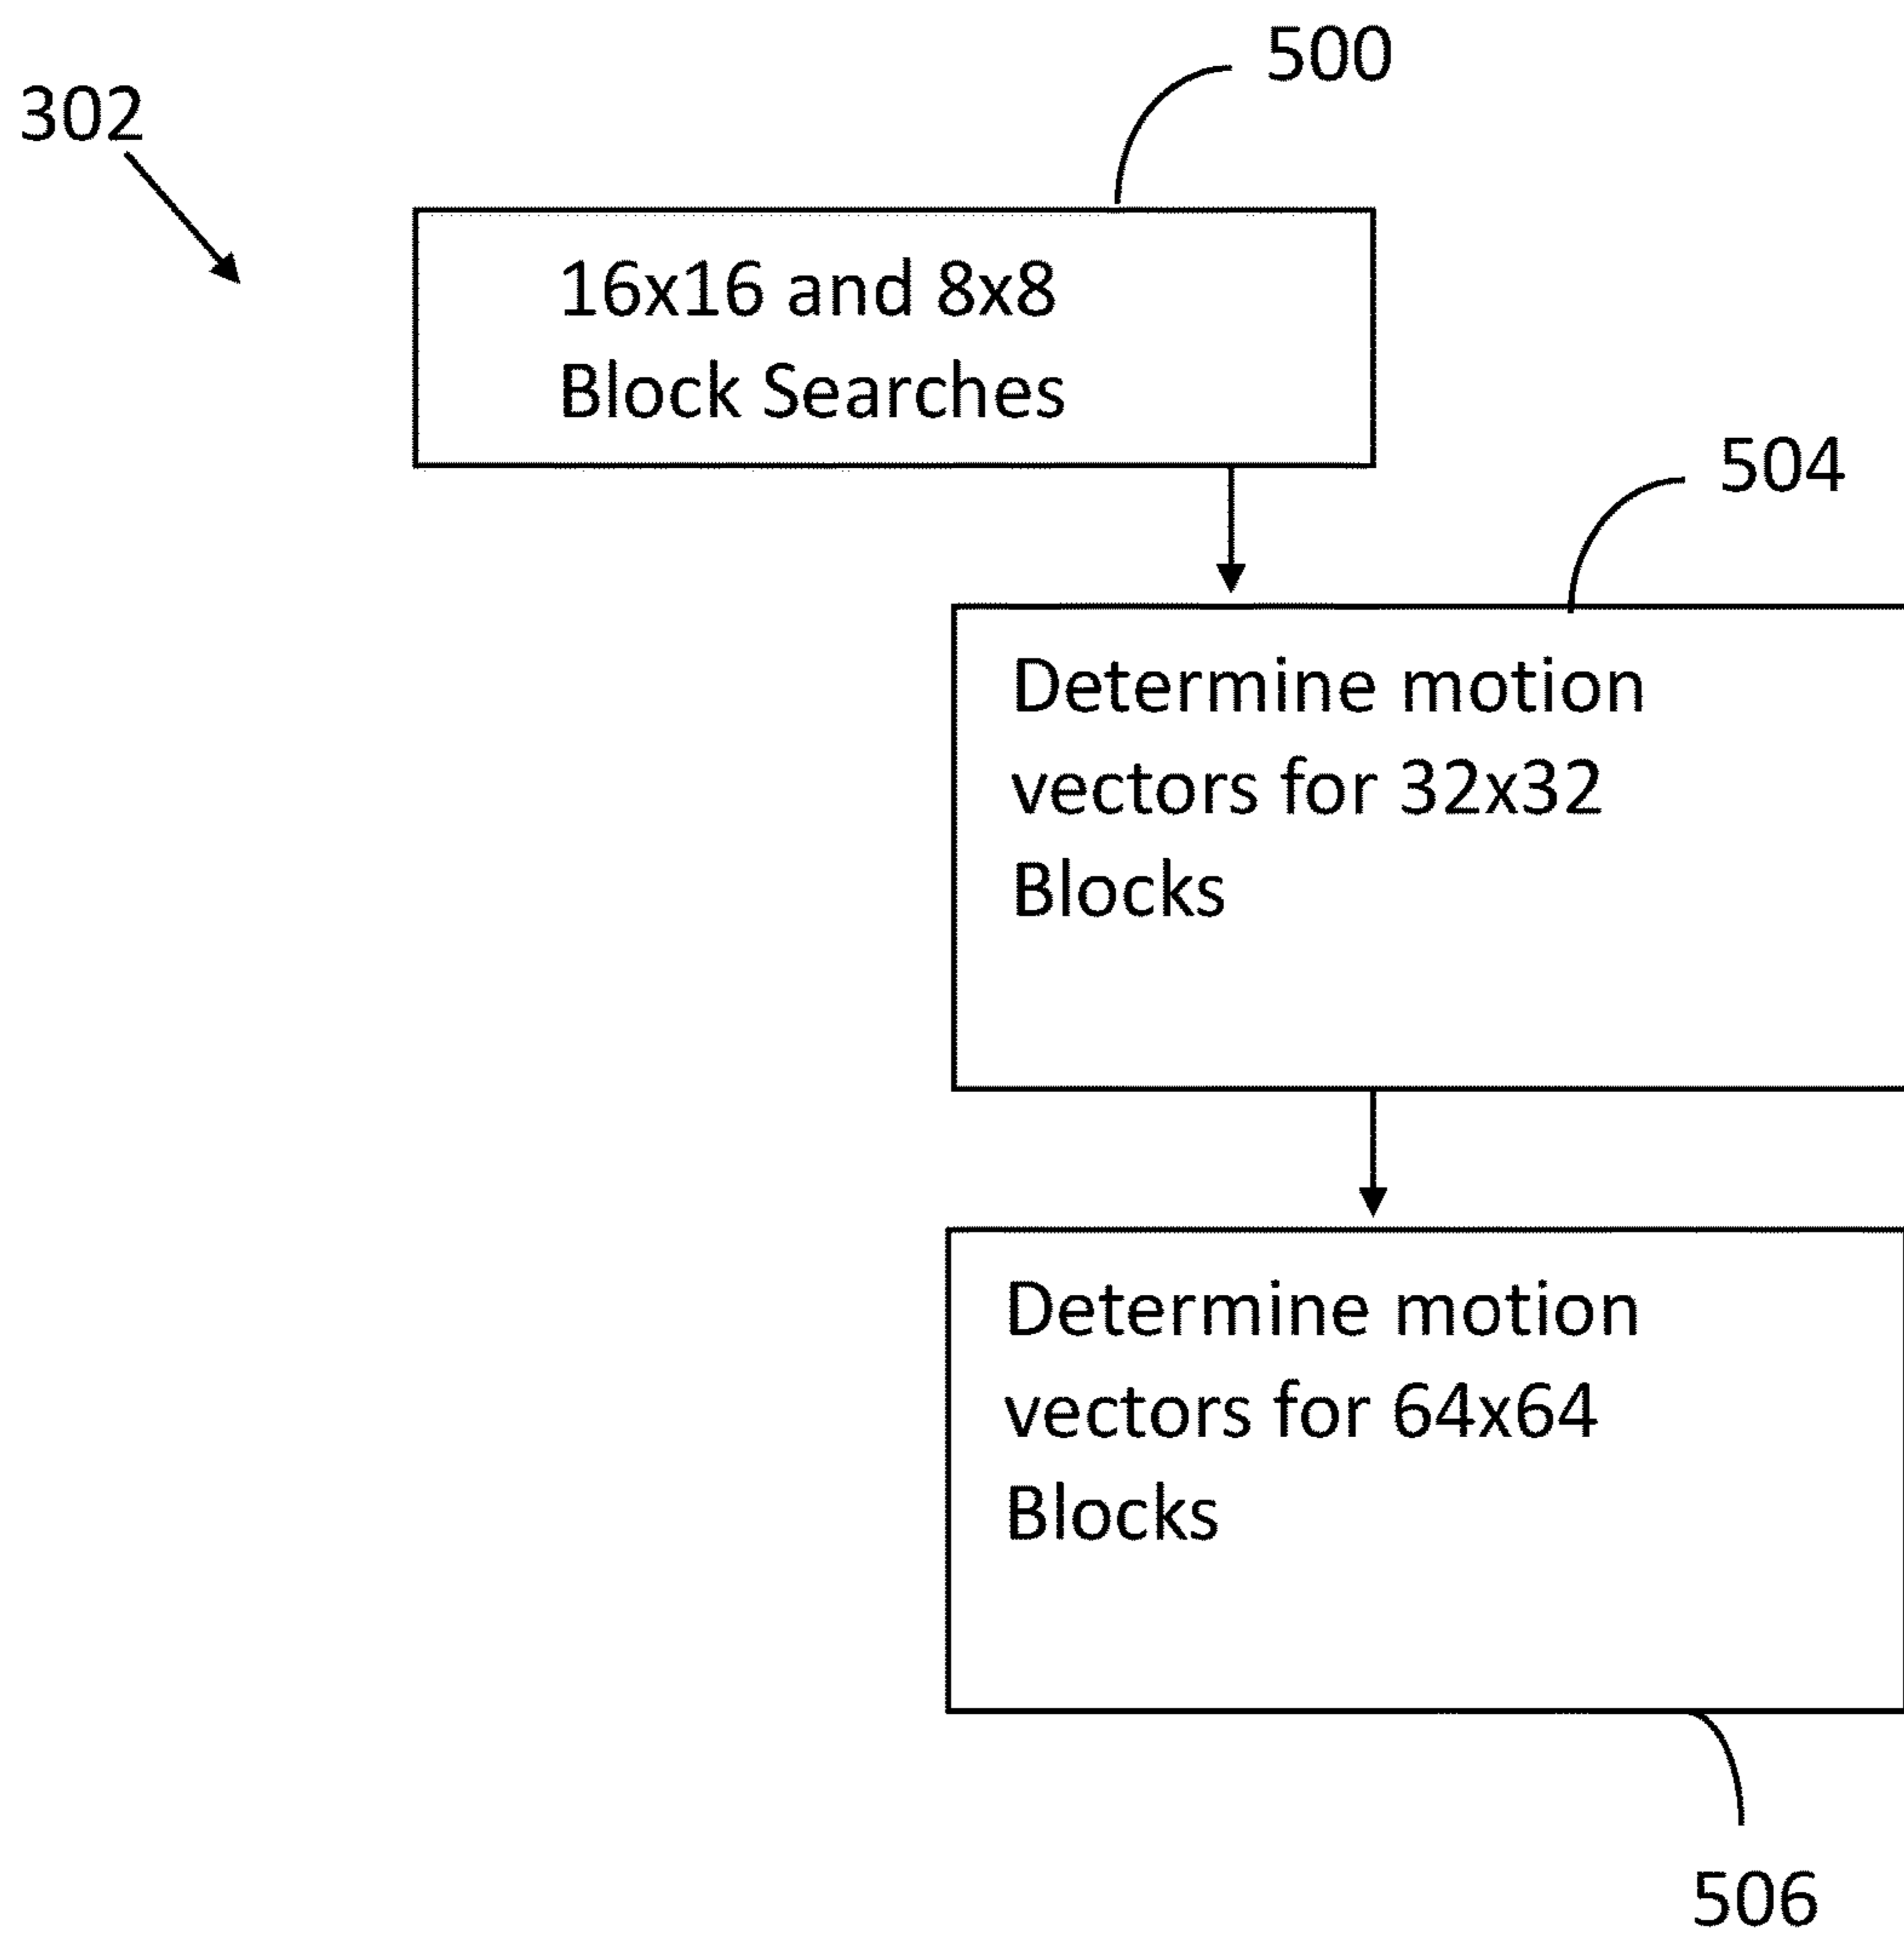 500
302
16x16 and 8x8
Block Searches
504
Determine motion
vectors for 32x32
Blocks
Determine motion
vectors for 64x64
Blocks
506